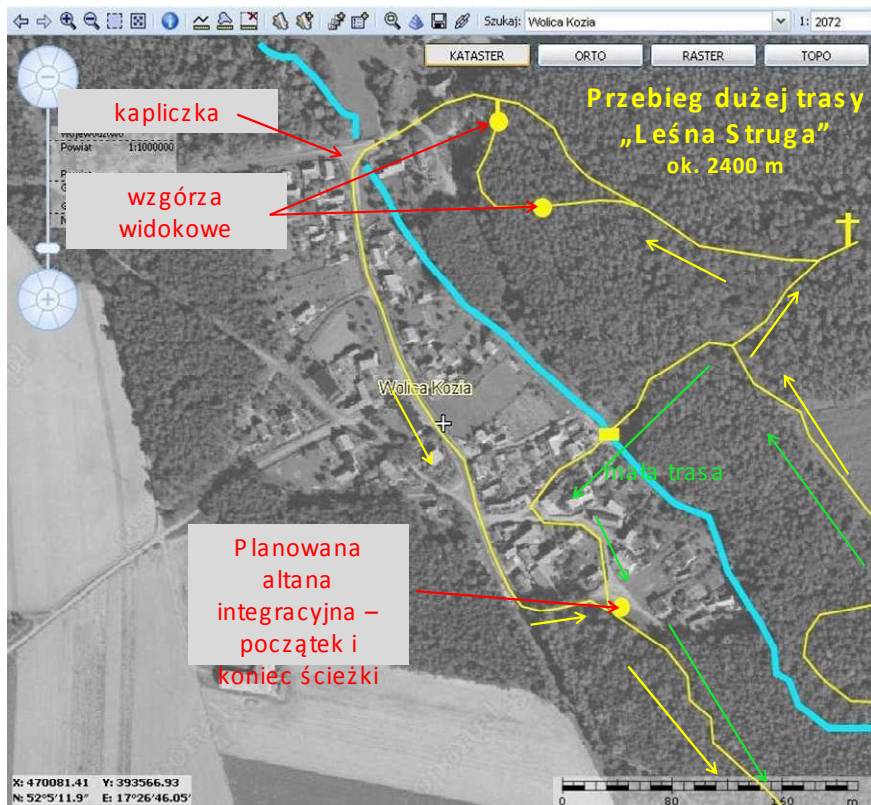 Szukaj: Wolica Kozia 1: 2072
KATASTER ORTO RASTER TOPO
kapliczka
Przebieg dużej trasy
„Leśna Struga”
ok. 2400 m
Województwo
Powiat 1:1000000
wzgórza
widokowe
Wolica Kozia
mała trasa
Planowana
altana
integracyjna –
początek i
koniec ścieżki
X: 470081.41 Y: 393566.93
N: 52°5'11.9" E: 17°26'46.05'
0 80 160 m